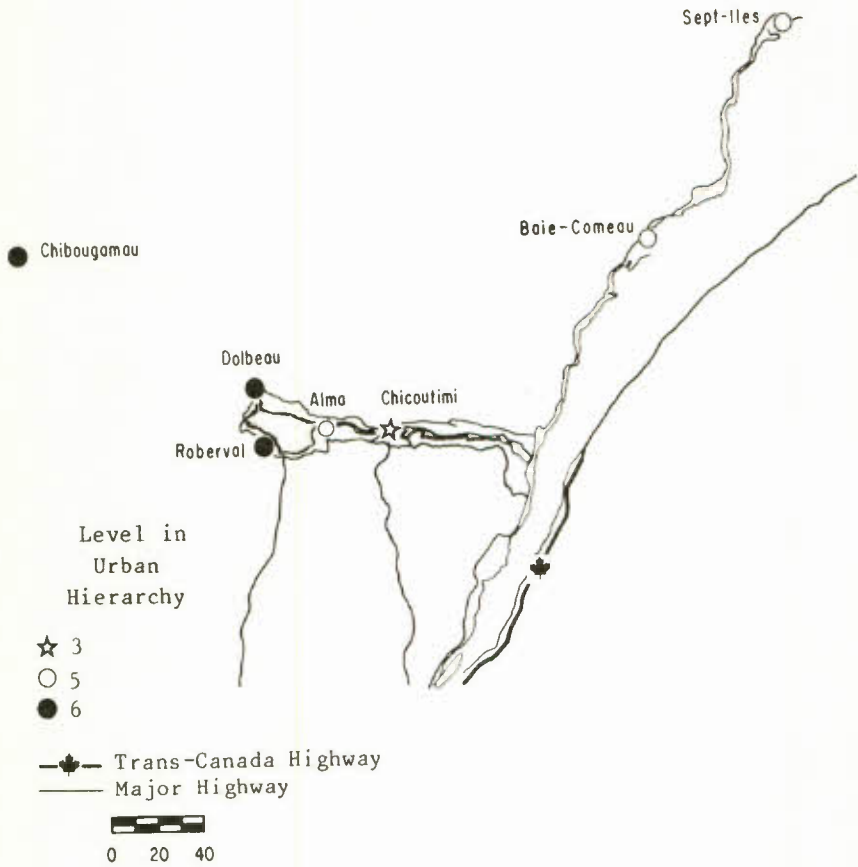 Sept-Iles
Baie-Comeau
Chibougamau
Dolbeau
Alma
Chicoutimi
Roberval
Level in
Urban
Hierarchy
3
5
6
Trans-Canada Highway
Major Highway
0 20 40